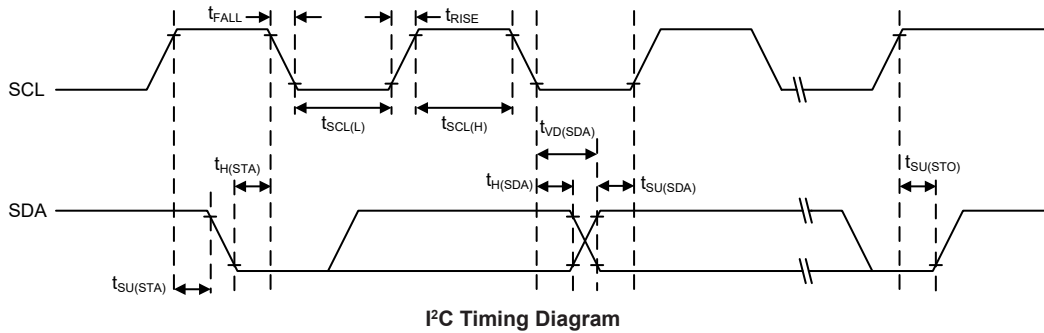 tFALL
tRISE
SCL
tSCL(L)
tSCL(H)
tVD(SDA)
tH(STA)
tH(SDA)
tSU(SDA)
tSU(STO)
SDA
tSU(STA)
I²C Timing Diagram